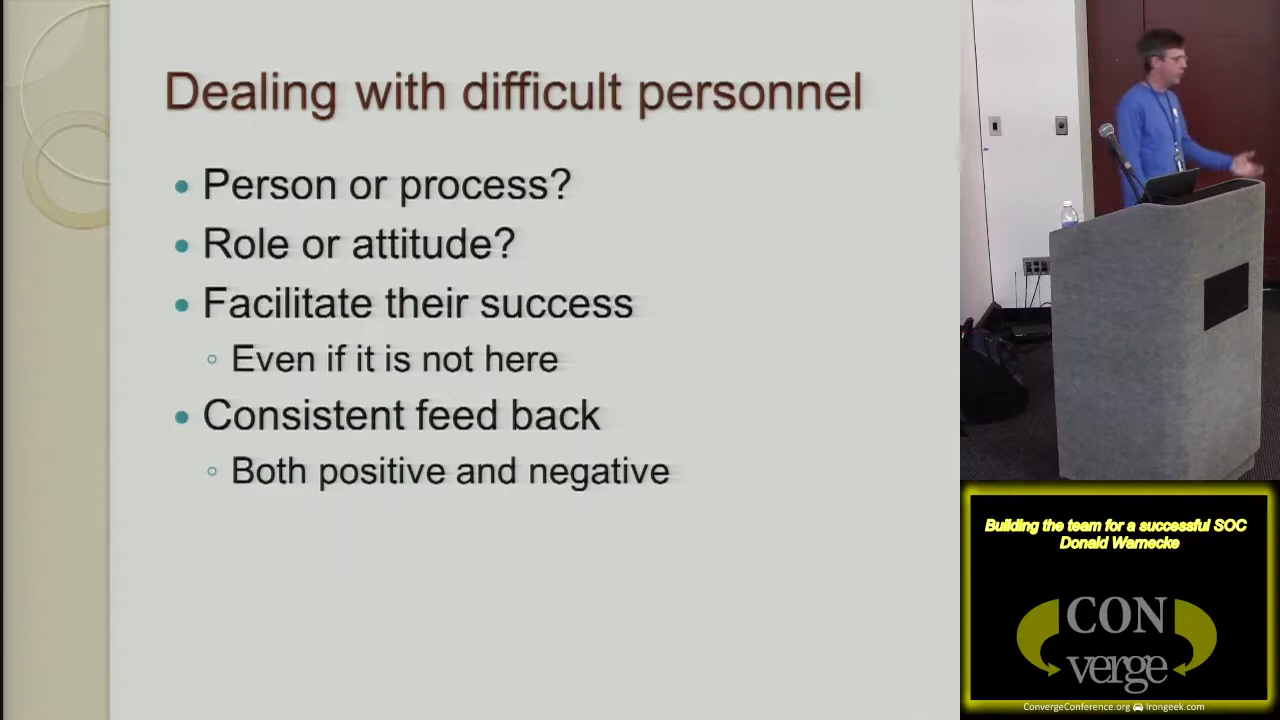 Dealing with difficult personnel
Person or process?
Role or attitude?
Facilitate their success
Even if it is not here
Consistent feed back
Both positive and negative
Building the team for a successful SOC
Donald Warnecke
CON
verge
ConvergeConference.org Irongeek.com